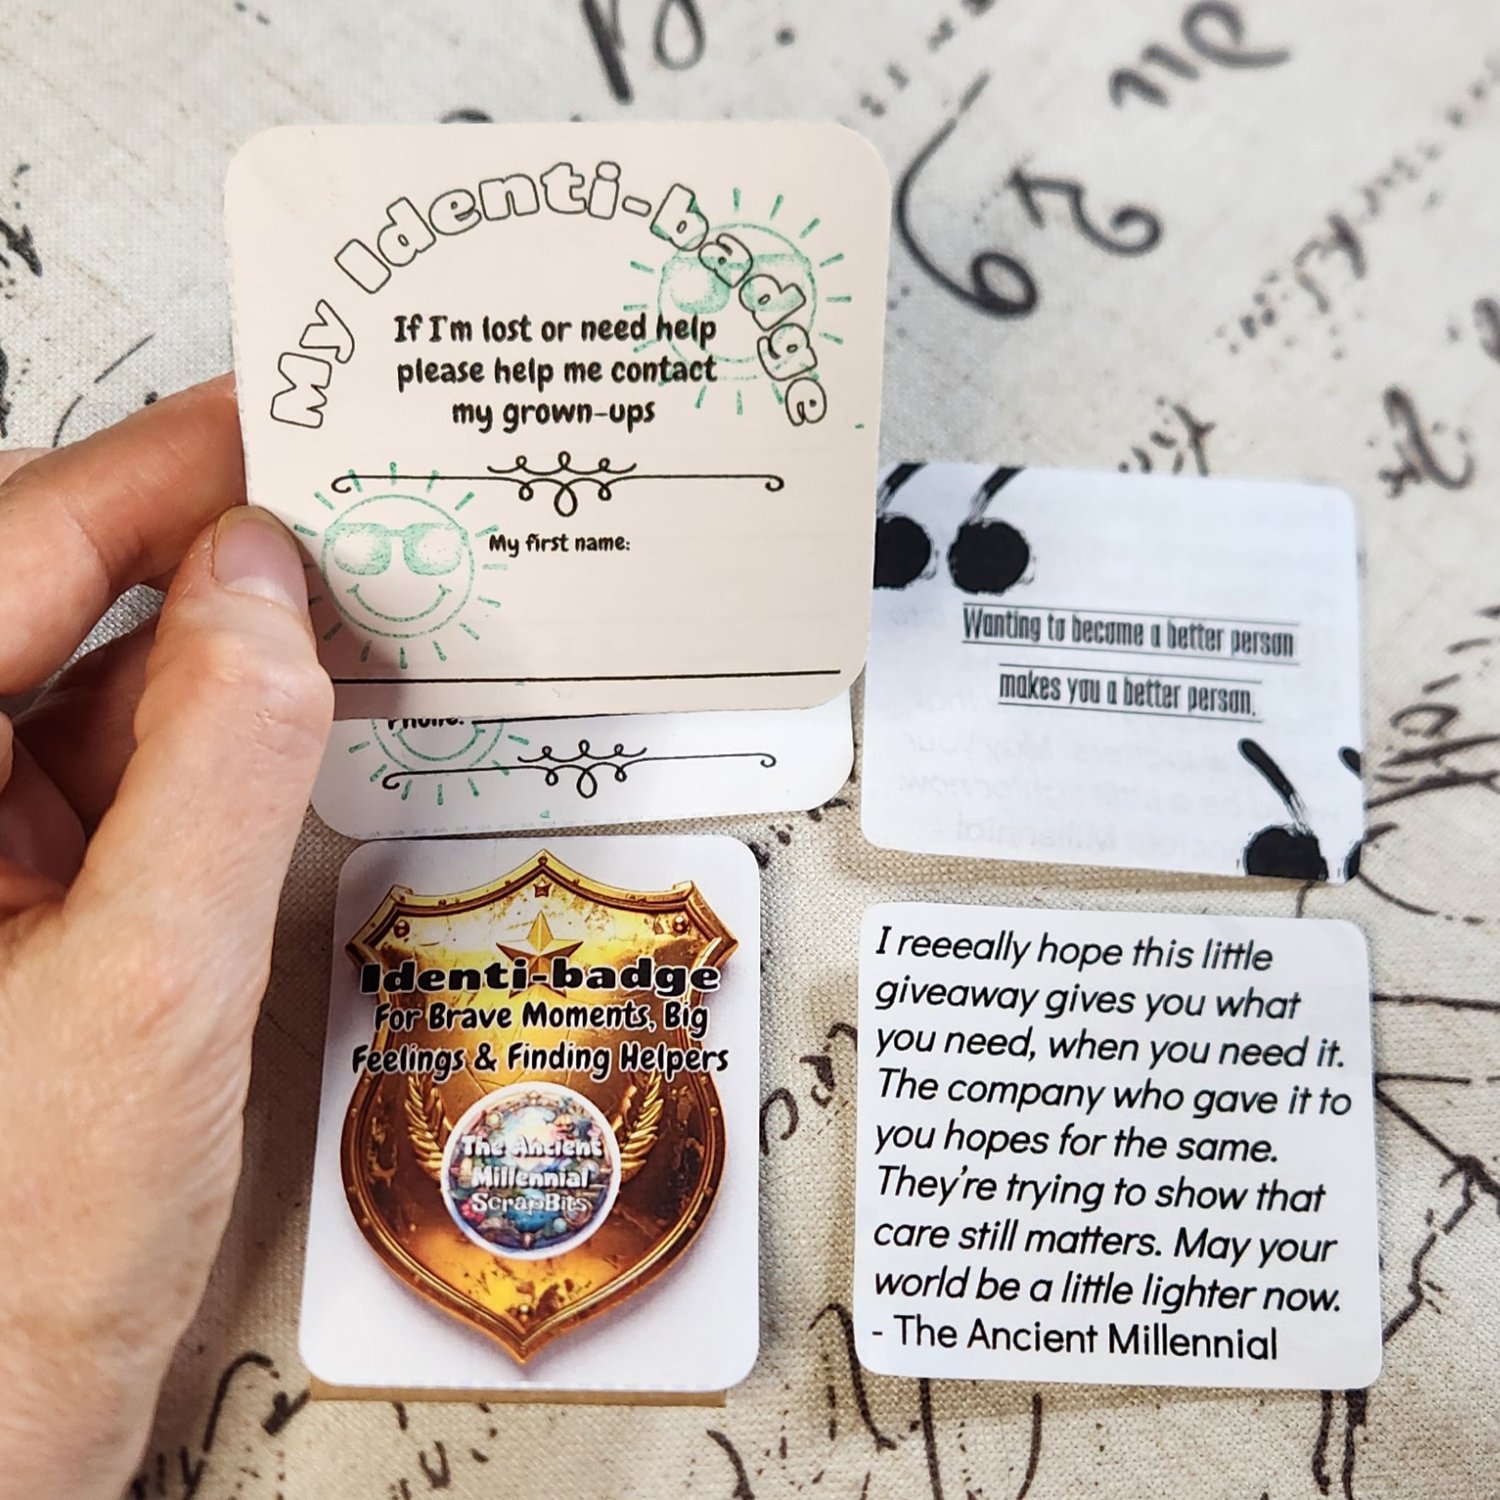 My Identi-badge
If I'm lost or need help
please help me contact
my grown-ups
My first name:
Phone:
Wanting to become a better person
makes you a better person.
Identi-badge
For Brave Moments, Big
Feelings & Finding Helpers
The Ancient
Millennial
ScrapBits
I reeeally hope this little
giveaway gives you what
you need, when you need it.
The company who gave it to
you hopes for the same.
They're trying to show that
care still matters. May your
world be a little lighter now.
- The Ancient Millennial